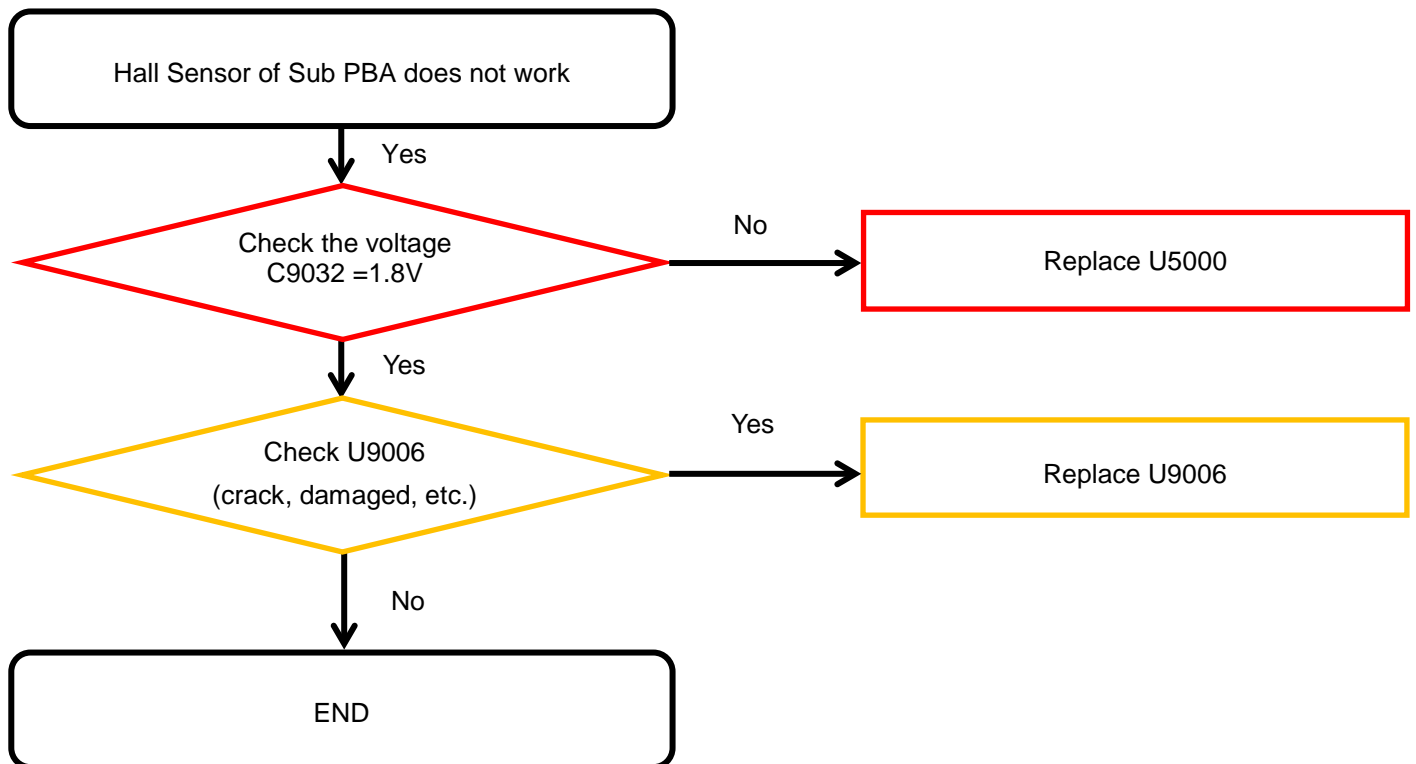 Hall Sensor of Sub PBA does not work
Yes
Check the voltage
C9032 =1.8V
No
Replace U5000
Yes
Check U9006
(crack, damaged, etc.)
Yes
Replace U9006
No
END